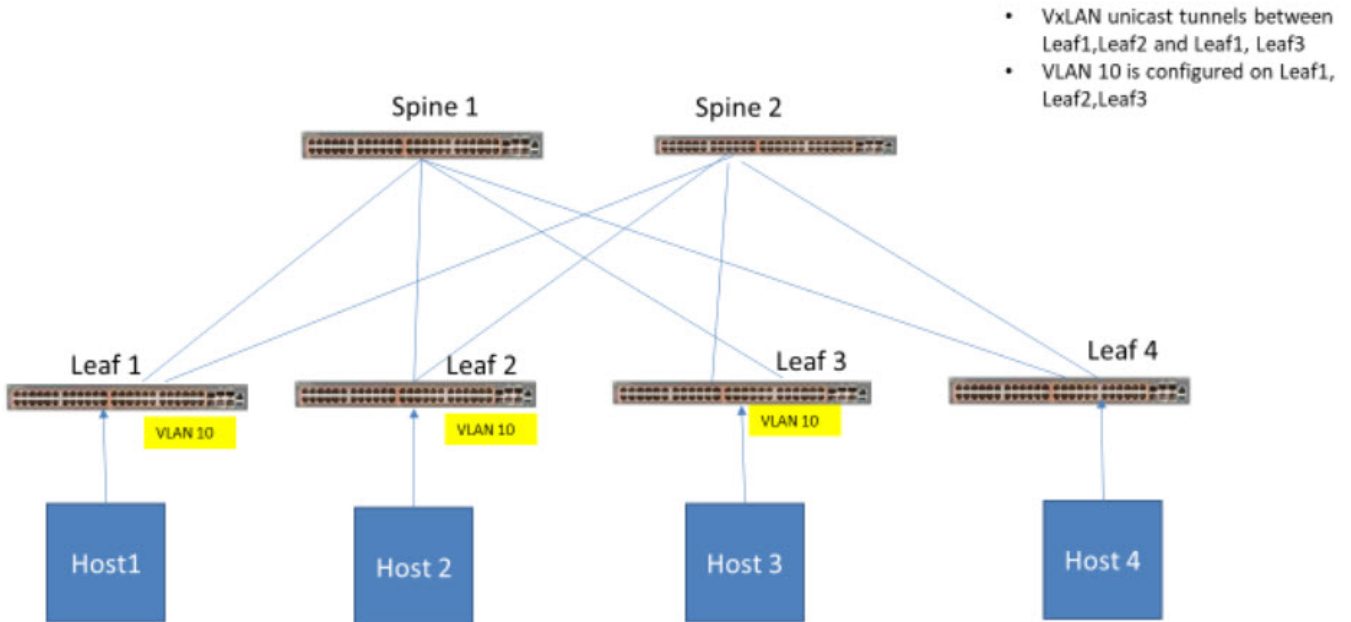 • VxLAN unicast tunnels between
Leaf1,Leaf2 and Leaf1, Leaf3
• VLAN 10 is configured on Leaf1,
Leaf2,Leaf3
Spine 1
Spine 2
Leaf 1
Leaf 2
Leaf 3
Leaf 4
VLAN 10
VLAN 10
VLAN 10
Host1
Host 2
Host 3
Host 4